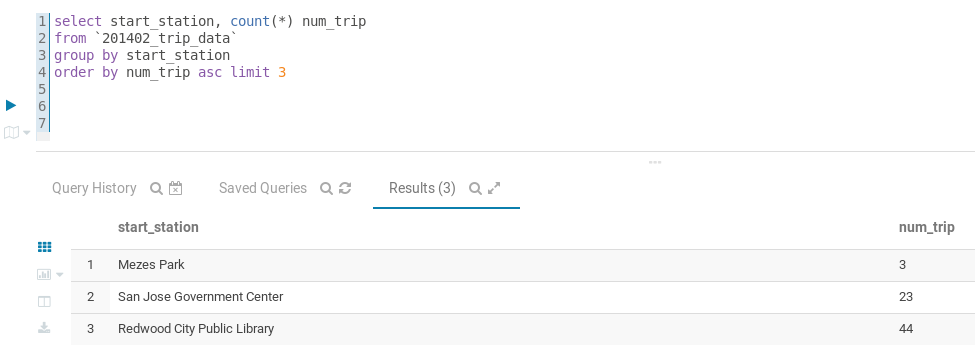 1 select start_station, count(*) num_trip
2 from `201402_trip_data`
3 group by start_station
4 order by num_trip asc limit 3
5
6
7
Query History Saved Queries Results (3)
start_station num_trip
1 Mezes Park 3
2 San Jose Government Center 23
3 Redwood City Public Library 44